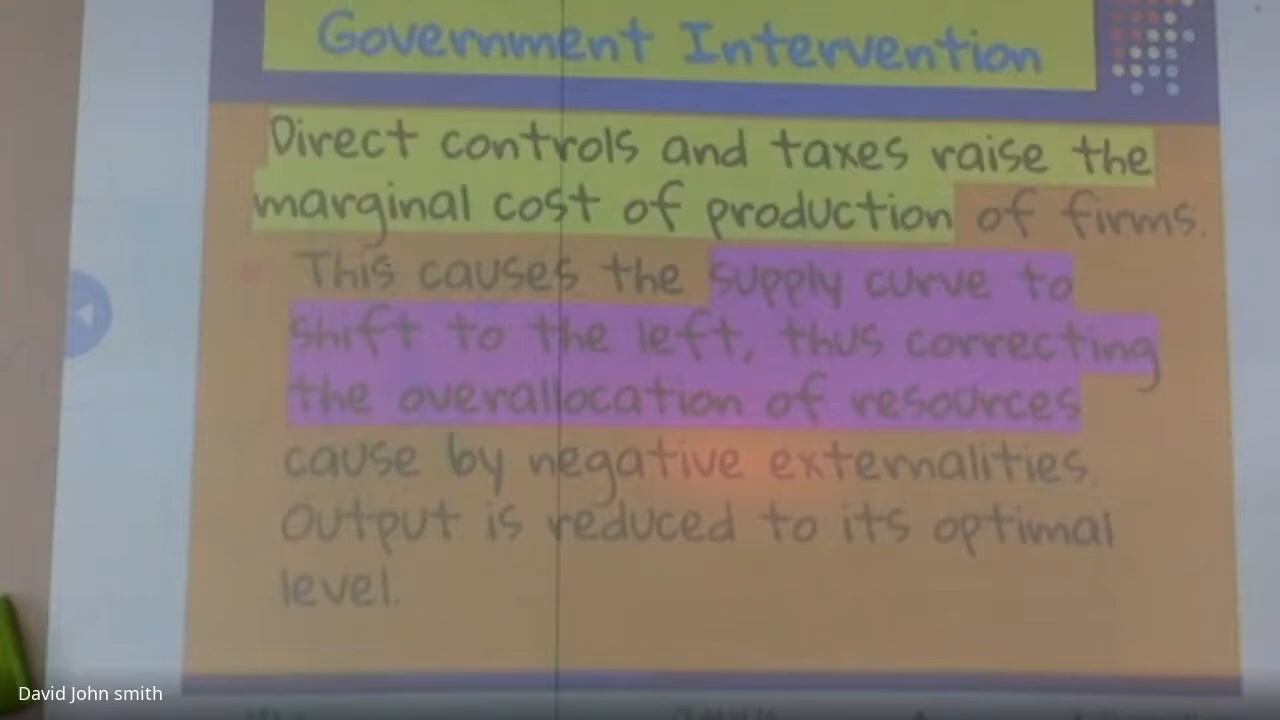 Government Intervention
Direct controls and taxes raise the
marginal cost of production of firms.
This causes the supply curve to
shift to the left, thus correcting
the overallocation of resources
cause by negative externalities.
Output is reduced to its optimal
level.
David John smith